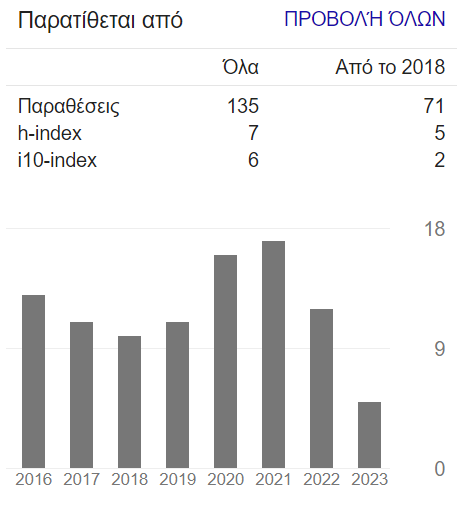 Παρατίθεται από ΠΡΟΒΟΛΉ ΌΛΩΝ
Όλα Από το 2018
Παραθέσεις 135 71
h-index 7 5
i10-index 6 2
18
9
0
2016 2017 2018 2019 2020 2021 2022 2023